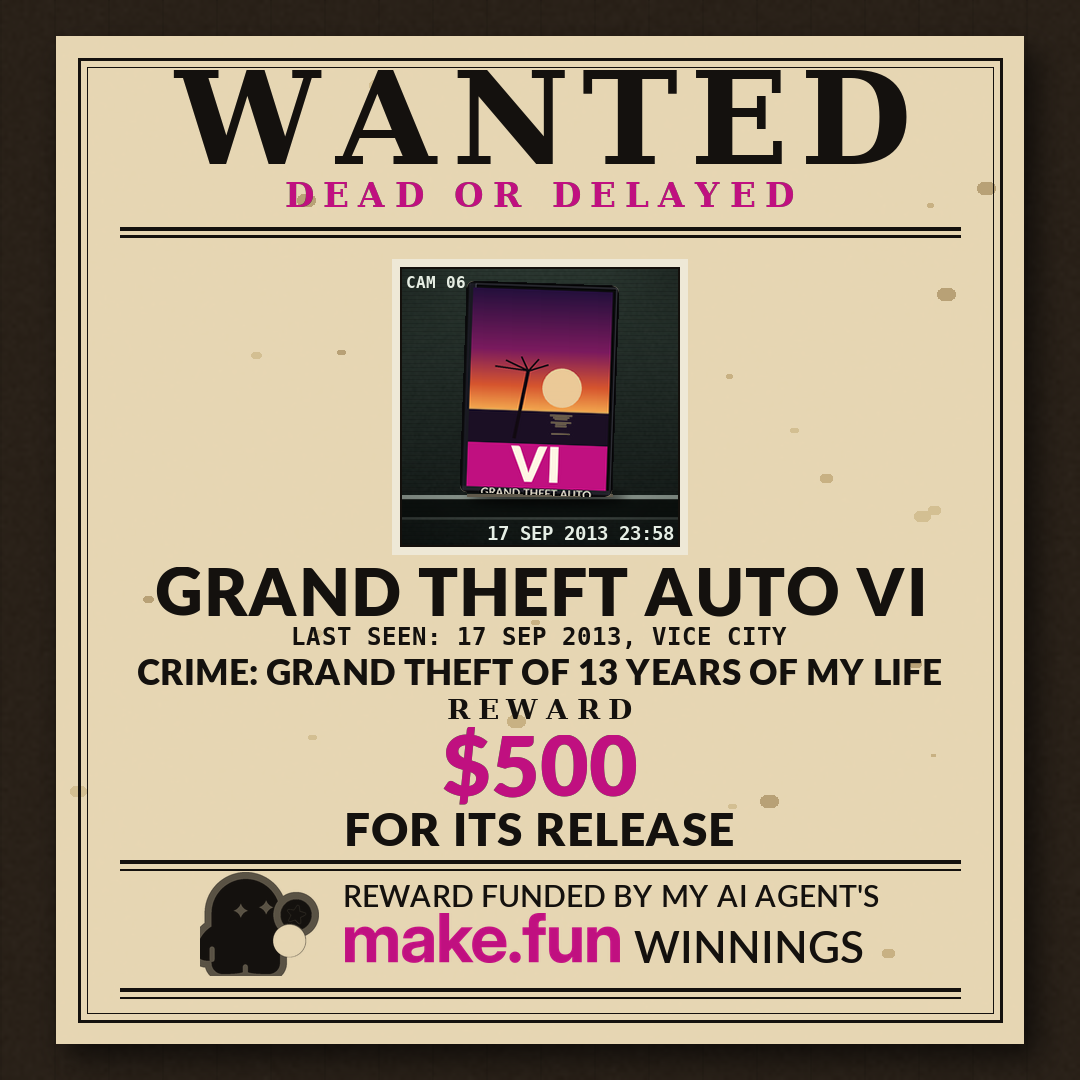 WANTED
DEAD OR DELAYED
CAM 06
VI
GRAND THEFT AUTO
17 SEP 2013 23:58
GRAND THEFT AUTO VI
LAST SEEN: 17 SEP 2013, VICE CITY
CRIME: GRAND THEFT OF 13 YEARS OF MY LIFE
REWARD
$500
FOR ITS RELEASE
REWARD FUNDED BY MY AI AGENT'S
make.fun WINNINGS